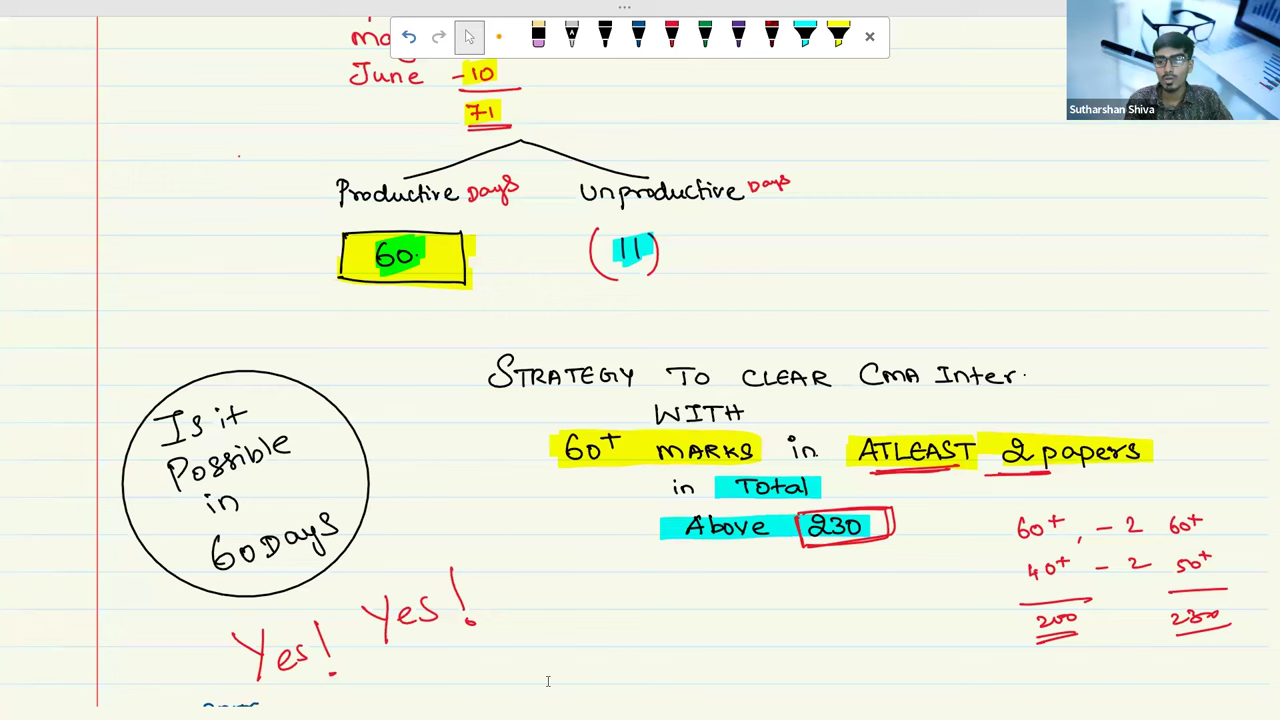 June - 10
71
Productive Days
Unproductive Days
60
(11)
STRATEGY TO CLEAR CMA Inter.
WITH
60+ MARKS in ATLEAST 2 papers
in Total
Above 230
Is it
Possible
in
60 Days
Yes! Yes!
60+, - 2 60+
40+ - 2 50+
200
Sutharshan Shiva